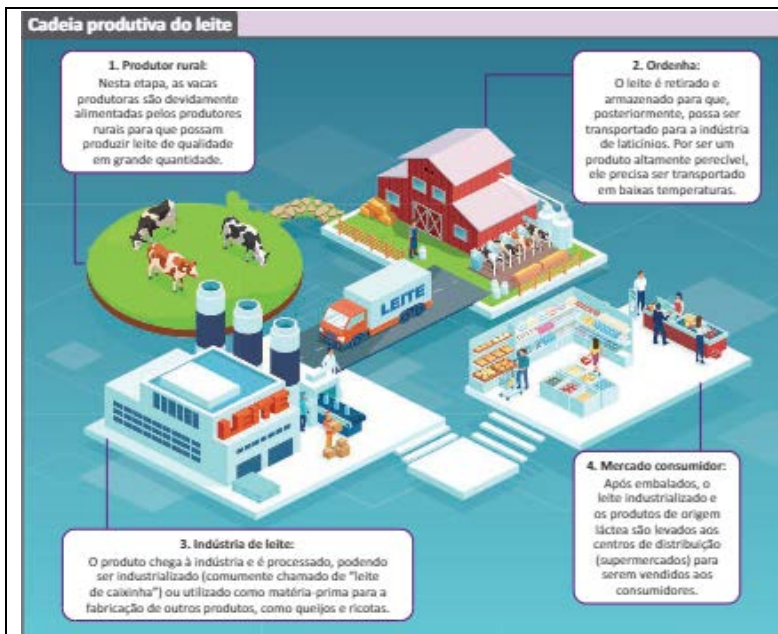 Cadeia produtiva do leite
1. Produtor rural:
Nesta etapa, as vacas
produtoras são devidamente
alimentadas pelos produtores
rurais para que possam
produzir leite de qualidade
em grande quantidade.
2. Ordenha:
O leite é retirado e
armazenado para que,
posteriormente, possa ser
transportado para a indústria
de laticínios. Por ser um
produto altamente perecível,
ele precisa ser transportado
em baixas temperaturas.
LEITE
LEITE
3. Indústria de leite:
O produto chega à indústria e é processado, podendo
ser industrializado (comumente chamado de “leite
de caixinha”) ou utilizado como matéria-prima para a
fabricação de outros produtos, como queijos e ricotas.
4. Mercado consumidor:
Após embalados, o
leite industrializado e
os produtos de origem
láctea são levados aos
centros de distribuição
(supermercados) para
serem vendidos aos
consumidores.